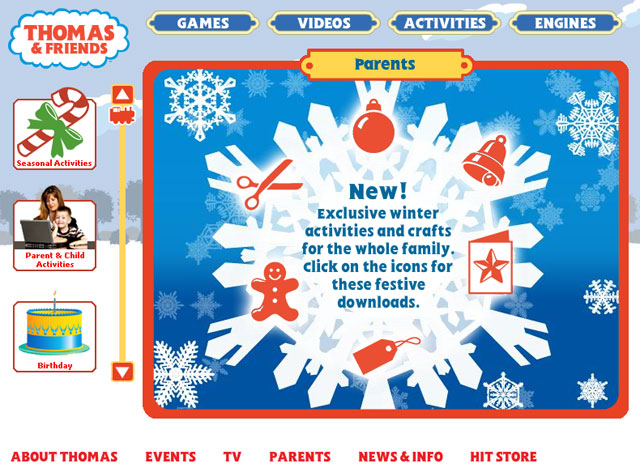 THOMAS
& FRIENDS
GAMES
VIDEOS
ACTIVITIES
ENGINES
Parents
Seasonal Activities
Parent & Child
Activities
Birthday
New!
Exclusive winter
activities and crafts
for the whole family.
Click on the icons for
these festive
downloads.
ABOUT THOMAS
EVENTS
TV
PARENTS
NEWS & INFO
HIT STORE